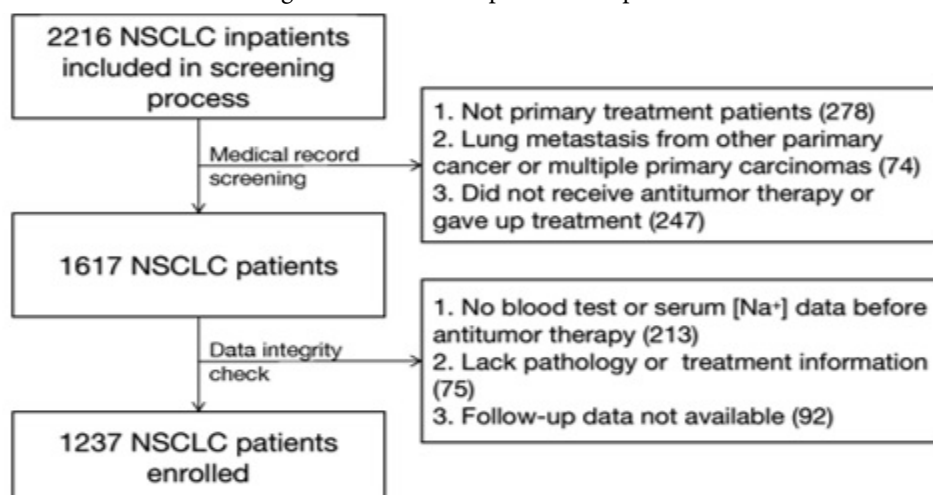 2216 NSCLC inpatients
included in screening
process
Medical record
screening
1. Not primary treatment patients (278)
2. Lung metastasis from other parimary
cancer or multiple primary carcinomas (74)
3. Did not receive antitumor therapy or
gave up treatment (247)
1617 NSCLC patients
Data integrity
check
1. No blood test or serum [Na⁺] data before
antitumor therapy (213)
2. Lack pathology or treatment information
(75)
3. Follow-up data not available (92)
1237 NSCLC patients
enrolled